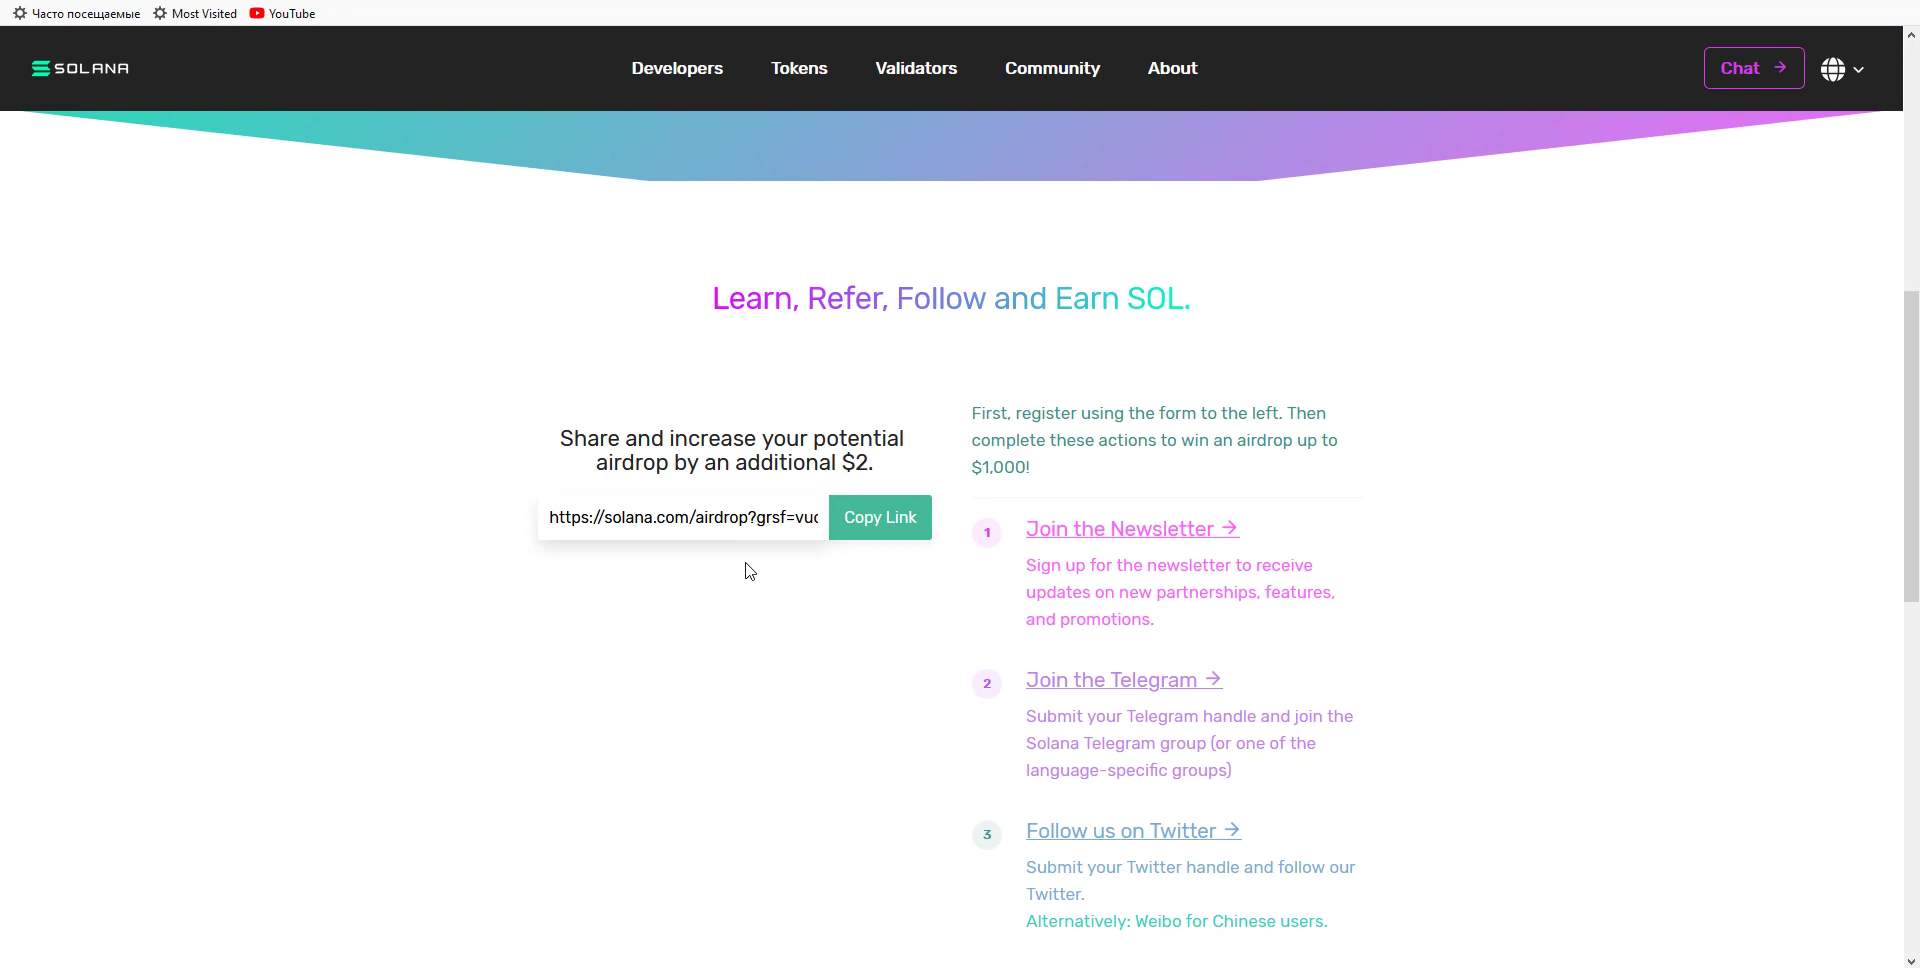 Часто посещаемые Most Visited YouTube
SOLANA Developers Tokens Validators Community About Chat →
Learn, Refer, Follow and Earn SOL.
Share and increase your potential
airdrop by an additional $2.
https://solana.com/airdrop?grsf=vu Copy Link
First, register using the form to the left. Then
complete these actions to win an airdrop up to
$1,000!
1 Join the Newsletter →
Sign up for the newsletter to receive
updates on new partnerships, features,
and promotions.
2 Join the Telegram →
Submit your Telegram handle and join the
Solana Telegram group (or one of the
language-specific groups)
3 Follow us on Twitter →
Submit your Twitter handle and follow our
Twitter.
Alternatively: Weibo for Chinese users.